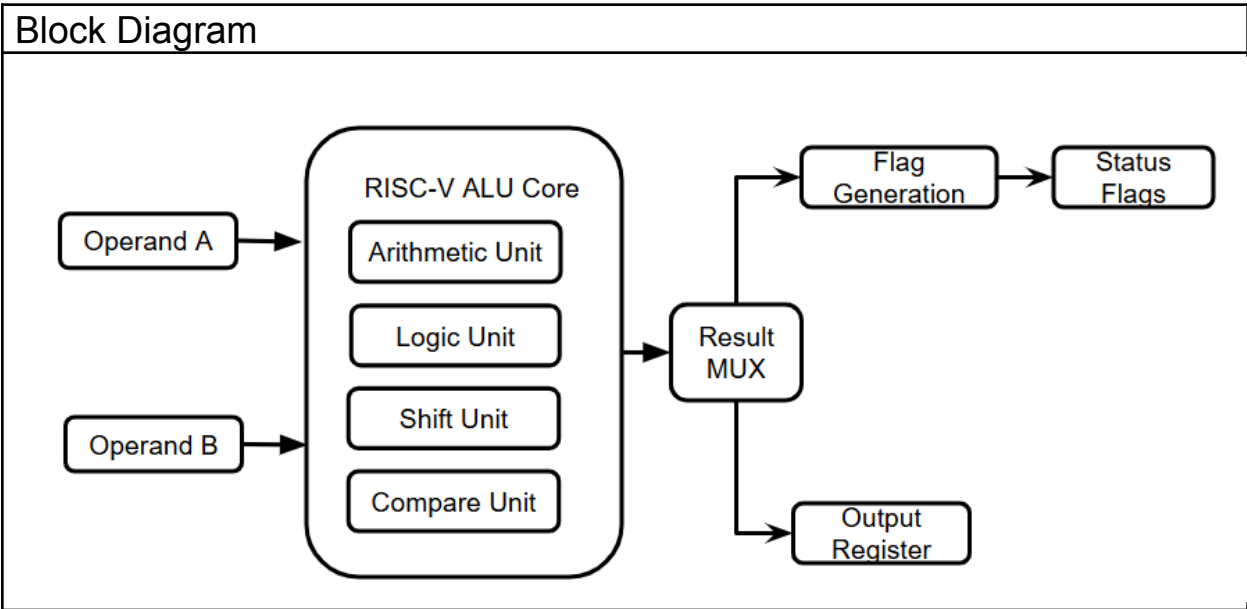 Block Diagram
RISC-V ALU Core
Operand A
Operand B
Arithmetic Unit
Logic Unit
Shift Unit
Compare Unit
Result
MUX
Flag
Generation
Status
Flags
Output
Register